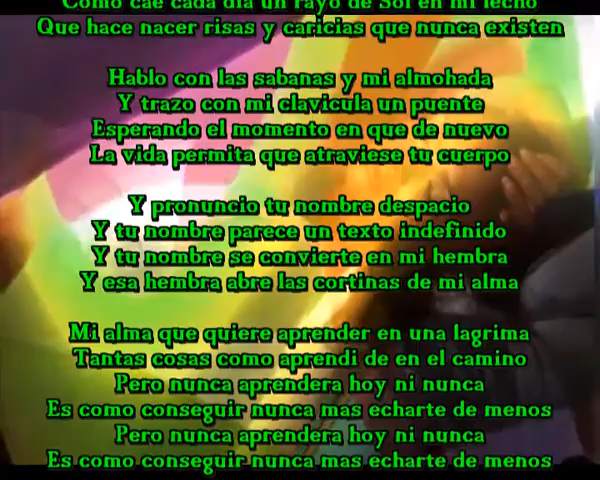 Como cae cada dia un rayo de Sol en mi lecho
Que hace nacer risas y caricias que nunca existen
Hablo con las sabanas y mi almohada
Y trazo con mi clavicula un puente
Esperando el momento en que de nuevo
La vida permita que atraviese tu cuerpo
Y pronuncio tu nombre despacio
Y tu nombre parece un texto indefinido
Y tu nombre se convierte en mi hembra
Y esa hembra abre las cortinas de mi alma
Mi alma que quiere aprender en una lagrima
Tantas cosas como aprendi de en el camino
Pero nunca aprendera hoy ni nunca
Es como conseguir nunca mas echarte de menos
Pero nunca aprendera hoy ni nunca
Es como conseguir nunca mas echarte de menos